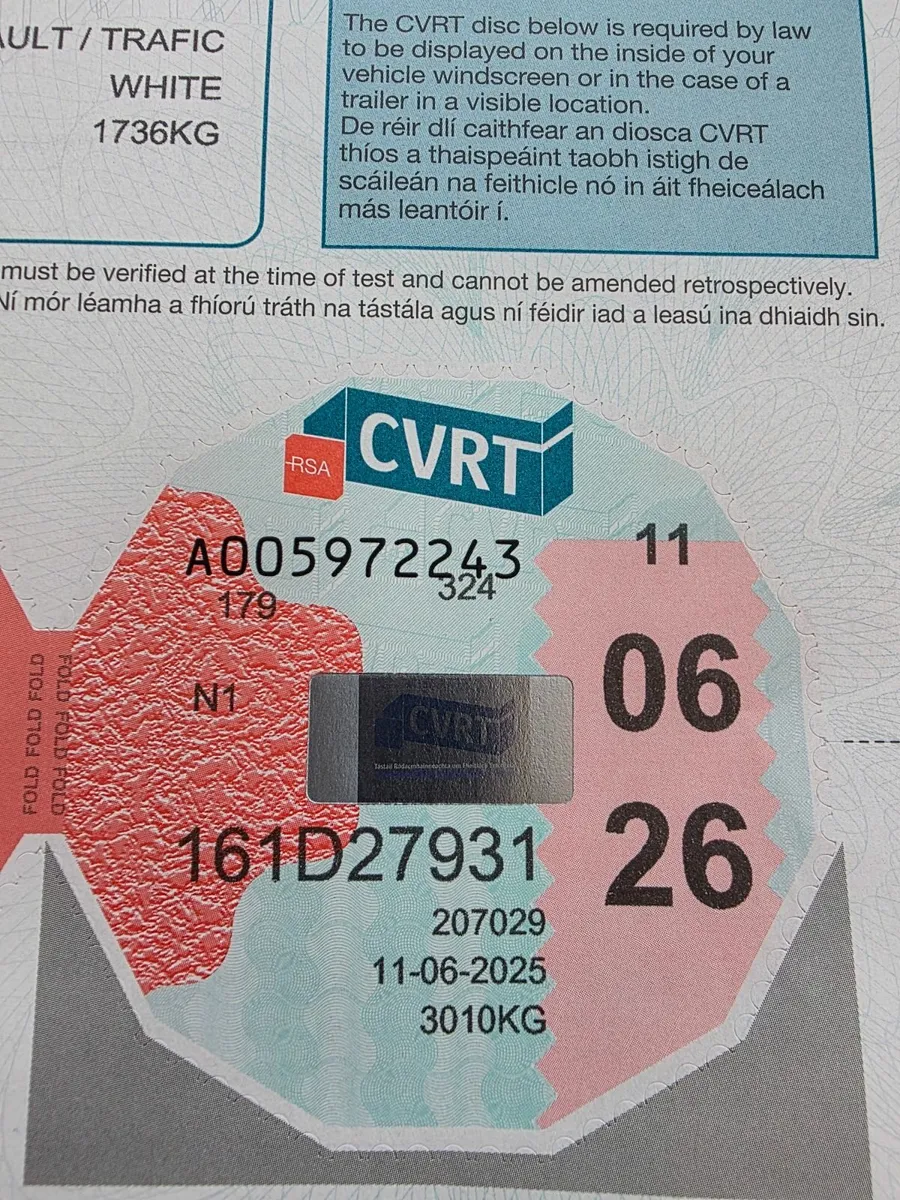 AULT / TRAFIC
WHITE
1736KG
The CVRT disc below is required by law
to be displayed on the inside of your
vehicle windscreen or in the case of a
trailer in a visible location.
De réir dlí caithfear an diosca CVRT
thíos a thaispeáint taobh istigh de
scáileán na feithicle nó in áit fheiceálach
más leantóir í.
must be verified at the time of test and cannot be amended retrospectively.
Ní mór léamha a fhíorú tráth na tástála agus ní féidir iad a leasú ina dhiaidh sin.
CVRT
RSA
A005972243
324
179
11
06
N1
CVRT
26
161D27931
207029
11-06-2025
3010KG
FOLD FOLD FOLD
FOLD FOLD FOLD